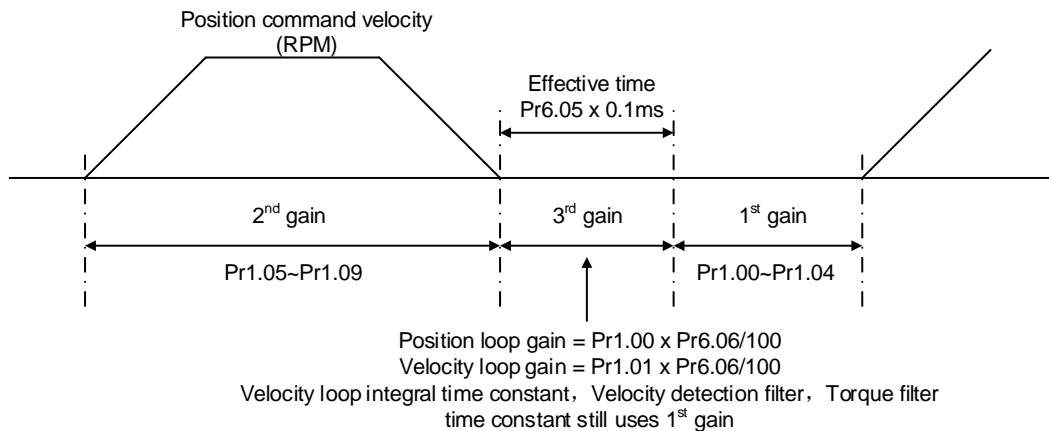 Position command velocity
(RPM)
Effective time
Pr6.05 x 0.1ms
2nd gain
3rd gain
1st gain
Pr1.05~Pr1.09
Pr1.00~Pr1.04
Position loop gain = Pr1.00 x Pr6.06/100
Velocity loop gain = Pr1.01 x Pr6.06/100
Velocity loop integral time constant，Velocity detection filter，Torque filter
time constant still uses 1st gain